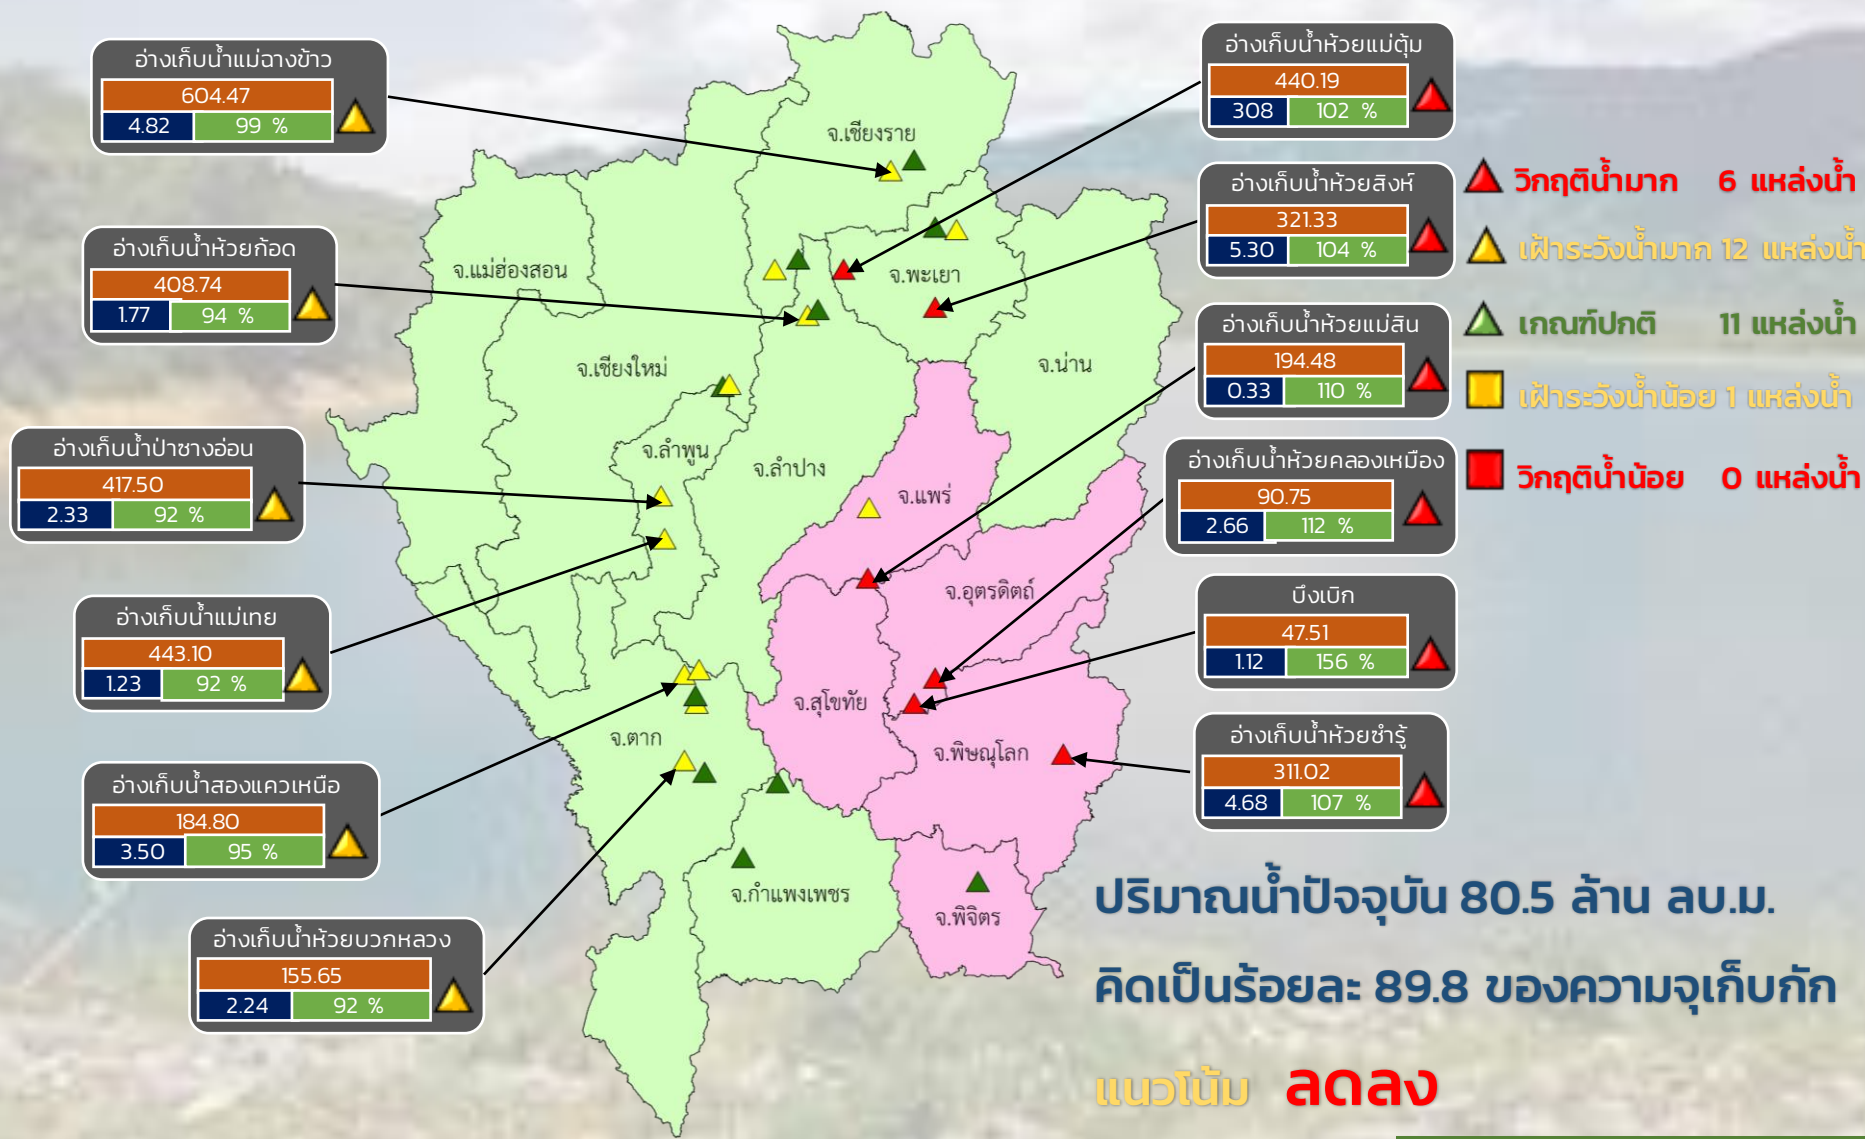 อ่างเก็บน้ำแม่ฉางข้าว
604.47
4.82 99 %
อ่างเก็บน้ำห้วยก้อด
408.74
1.77 94 %
อ่างเก็บน้ำป่าซางอ่อน
417.50
2.33 92 %
อ่างเก็บน้ำแม่เทย
443.10
1.23 92 %
อ่างเก็บน้ำสองแควเหนือ
184.80
3.50 95 %
อ่างเก็บน้ำห้วยบวกหลวง
155.65
2.24 92 %
จ.เชียงราย
จ.แม่ฮ่องสอน
จ.พะเยา
จ.เชียงใหม่
จ.น่าน
จ.ลำพูน
จ.ลำปาง
จ.แพร่
จ.อุตรดิตถ์
จ.สุโขทัย
จ.ตาก
จ.พิษณุโลก
จ.กำแพงเพชร
จ.พิจิตร
อ่างเก็บน้ำห้วยแม่ตุ้ม
440.19
308 102 %
อ่างเก็บน้ำห้วยสิงห์
321.33
5.30 104 %
อ่างเก็บน้ำห้วยแม่สิน
194.48
0.33 110 %
อ่างเก็บน้ำห้วยคลองเหมือง
90.75
2.66 112 %
บึงเบิก
47.51
1.12 156 %
อ่างเก็บน้ำห้วยซำรู้
311.02
4.68 107 %
วิกฤติน้ำมาก 6 แหล่งน้ำ
เฝ้าระวังน้ำมาก 12 แหล่งน้ำ
เกณฑ์ปกติ 11 แหล่งน้ำ
เฝ้าระวังน้ำน้อย 1 แหล่งน้ำ
วิกฤติน้ำน้อย 0 แหล่งน้ำ
ปริมาณน้ำปัจจุบัน 80.5 ล้าน ลบ.ม.
คิดเป็นร้อยละ 89.8 ของความจุเก็บกัก
แนวโน้ม ลดลง